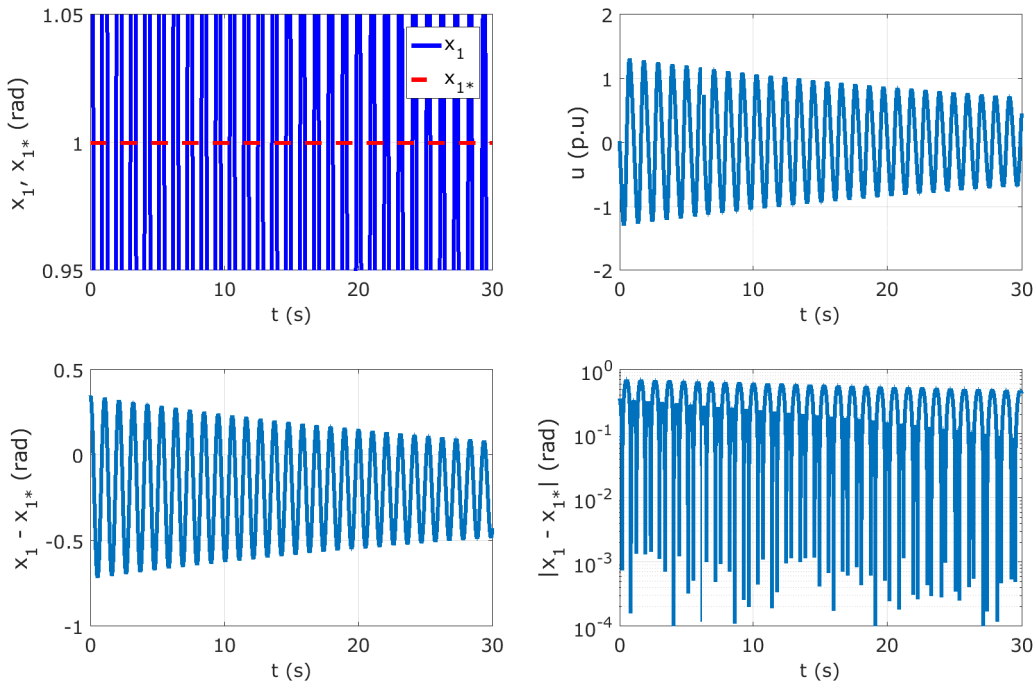 1.05
1
0.95
x₁, x₁* (rad)
x₁
x₁*
0 10 20 30
t (s)
2
1
0
-1
-2
u (p.u)
0 10 20 30
t (s)
0.5
0
-0.5
-1
x₁ - x₁* (rad)
0 10 20 30
t (s)
10⁰
10⁻¹
10⁻²
10⁻³
10⁻⁴
|x₁ - x₁*| (rad)
0 10 20 30
t (s)